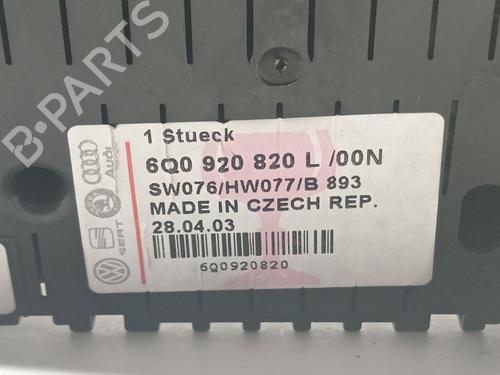 B-PARTS
Audi
SEAT
1 Stueck
6Q0 920 820 L /00N
SW076/HW077/B 893
MADE IN CZECH REP.
28.04.03
6Q0920820